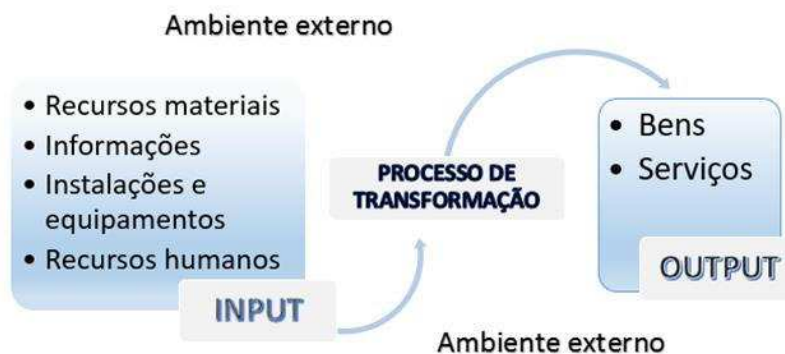 Ambiente externo
• Recursos materiais
• Informações
• Instalações e
equipamentos
• Recursos humanos
INPUT
PROCESSO DE
TRANSFORMAÇÃO
• Bens
• Serviços
OUTPUT
Ambiente externo